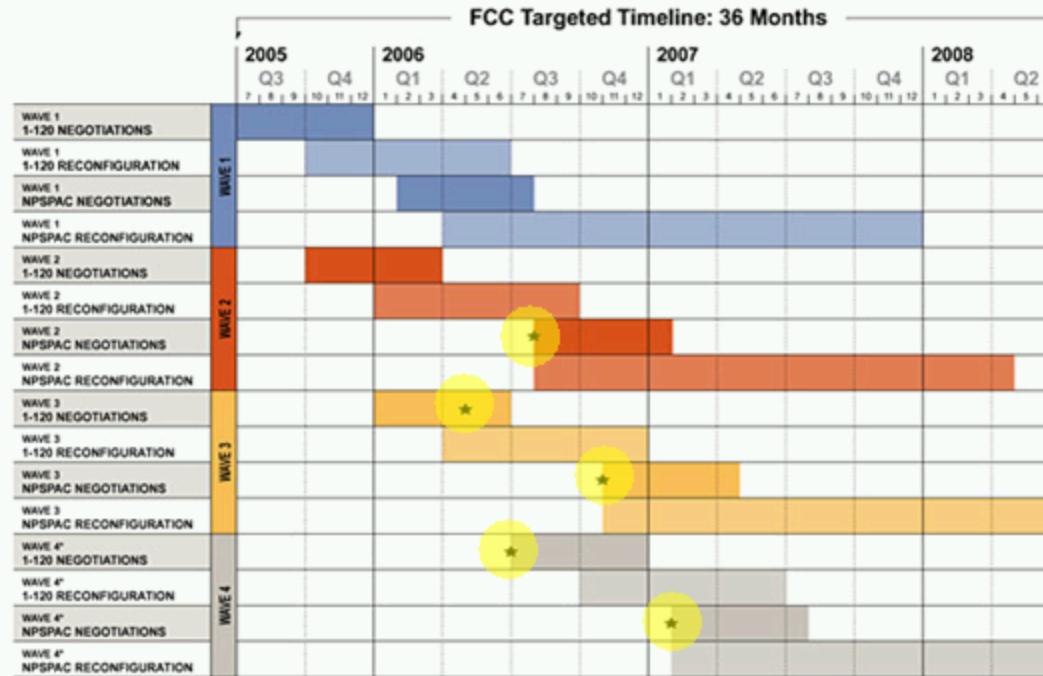 FCC Targeted Timeline: 36 Months
2005 2006 2007 2008
Q3 Q4 Q1 Q2 Q3 Q4 Q1 Q2 Q3 Q4 Q1 Q2
7 8 9 10 11 12 1 2 3 4 5 6 7 8 9 10 11 12 1 2 3 4 5 6 7 8 9 10 11 12 1 2 3 4 5
WAVE 1
1-120 NEGOTIATIONS
WAVE 1
1-120 RECONFIGURATION
WAVE 1
NPSPAC NEGOTIATIONS
WAVE 1
NPSPAC RECONFIGURATION
WAVE 1
WAVE 2
1-120 NEGOTIATIONS
WAVE 2
1-120 RECONFIGURATION
WAVE 2
NPSPAC NEGOTIATIONS
WAVE 2
NPSPAC RECONFIGURATION
WAVE 2
WAVE 3
1-120 NEGOTIATIONS
WAVE 3
1-120 RECONFIGURATION
WAVE 3
NPSPAC NEGOTIATIONS
WAVE 3
NPSPAC RECONFIGURATION
WAVE 3
WAVE 4*
1-120 NEGOTIATIONS
WAVE 4*
1-120 RECONFIGURATION
WAVE 4*
NPSPAC NEGOTIATIONS
WAVE 4*
NPSPAC RECONFIGURATION
WAVE 4